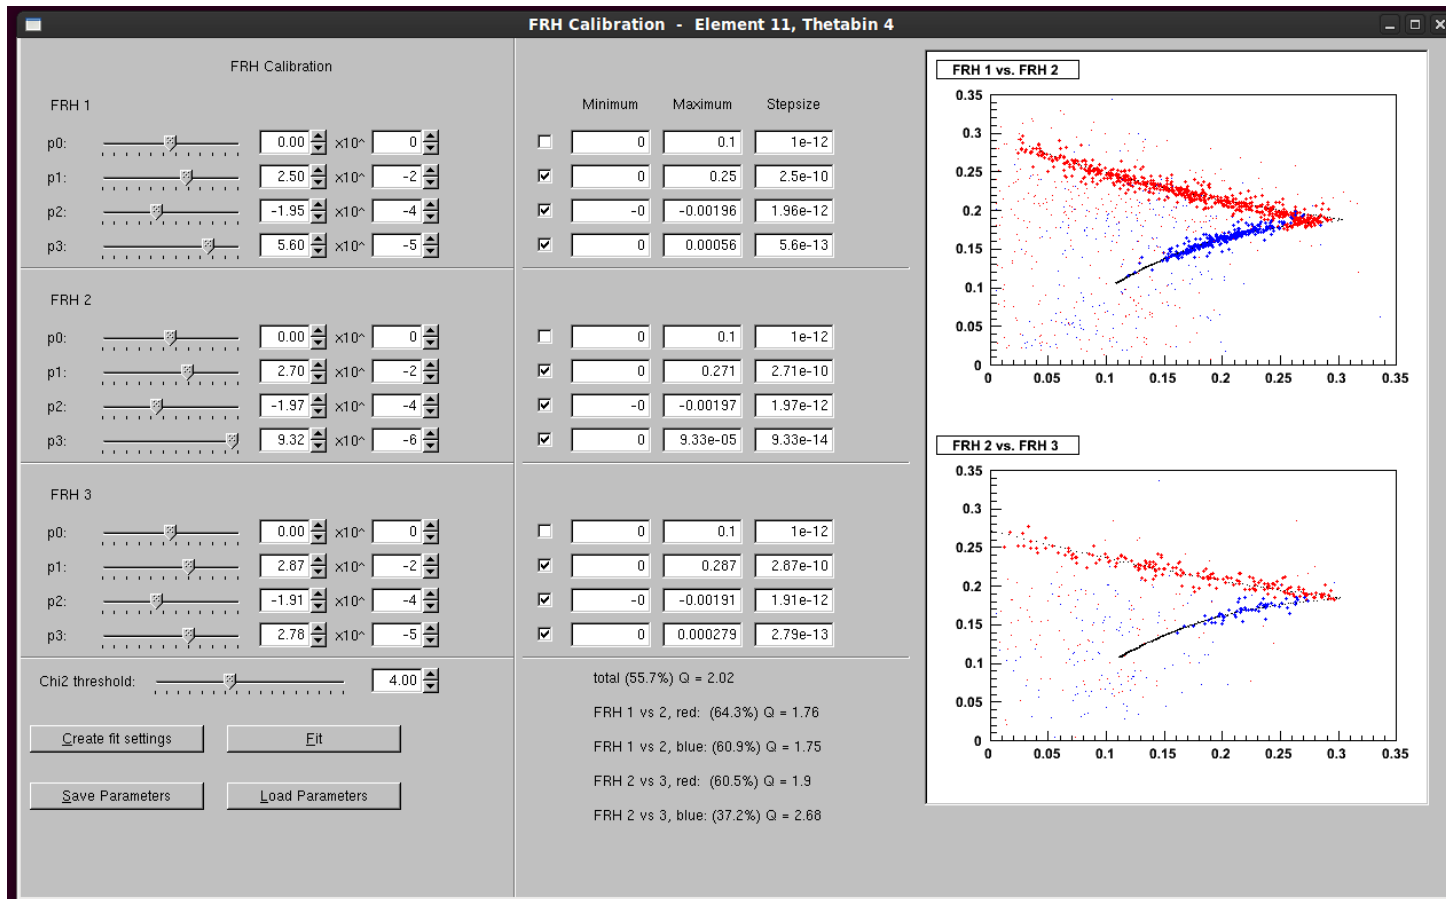 FRH Calibration - Element 11, Thetabin 4
FRH Calibration
FRH 1
Minimum Maximum Stepsize
p0: 0.00 x10^ 0 0 0.1 1e-12
p1: 2.50 x10^ -2 0 0.25 2.5e-10
p2: -1.95 x10^ -4 -0 -0.00196 1.96e-12
p3: 5.60 x10^ -5 0 0.00056 5.6e-13
FRH 2
p0: 0.00 x10^ 0 0 0.1 1e-12
p1: 2.70 x10^ -2 0 0.271 2.71e-10
p2: -1.97 x10^ -4 -0 -0.00197 1.97e-12
p3: 9.32 x10^ -6 0 9.33e-05 9.33e-14
FRH 3
p0: 0.00 x10^ 0 0 0.1 1e-12
p1: 2.87 x10^ -2 0 0.287 2.87e-10
p2: -1.91 x10^ -4 -0 -0.00191 1.91e-12
p3: 2.78 x10^ -5 0 0.000279 2.79e-13
Chi2 threshold: 4.00
Create fit settings Fit
Save Parameters Load Parameters
total (55.7%) Q = 2.02
FRH 1 vs 2, red: (64.3%) Q = 1.76
FRH 1 vs 2, blue: (60.9%) Q = 1.75
FRH 2 vs 3, red: (60.5%) Q = 1.9
FRH 2 vs 3, blue: (37.2%) Q = 2.68
FRH 1 vs. FRH 2
0.35
0.3
0.25
0.2
0.15
0.1
0.05
0
0 0.05 0.1 0.15 0.2 0.25 0.3 0.35
FRH 2 vs. FRH 3
0.35
0.3
0.25
0.2
0.15
0.1
0.05
0
0 0.05 0.1 0.15 0.2 0.25 0.3 0.35